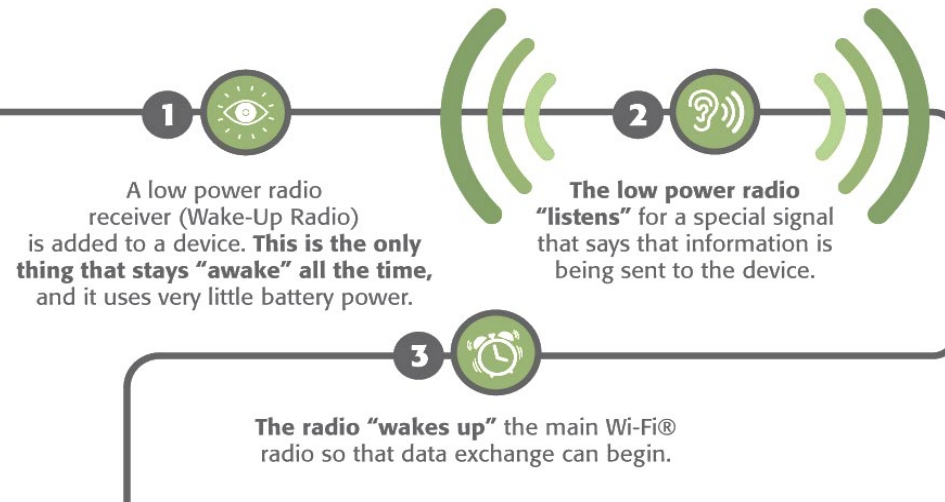 1
A low power radio
receiver (Wake-Up Radio)
is added to a device. This is the only
thing that stays “awake” all the time,
and it uses very little battery power.
2
The low power radio
“listens” for a special signal
that says that information is
being sent to the device.
3
The radio “wakes up” the main Wi-Fi®
radio so that data exchange can begin.